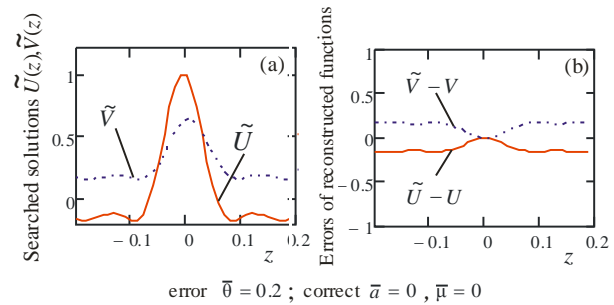 Searched solutions Ũ(z),Ṽ(z)
1
0.5
0
(a)
Ṽ
Ũ
− 0.1
0
0.1
0.2
z
Errors of reconstructed functions
1
0.5
0
− 0.5
− 1
(b)
Ṽ − V
Ũ − U
− 0.1
0
0.1
0.2
z
error θ̄ = 0.2 ; correct ā = 0 , μ̄ = 0